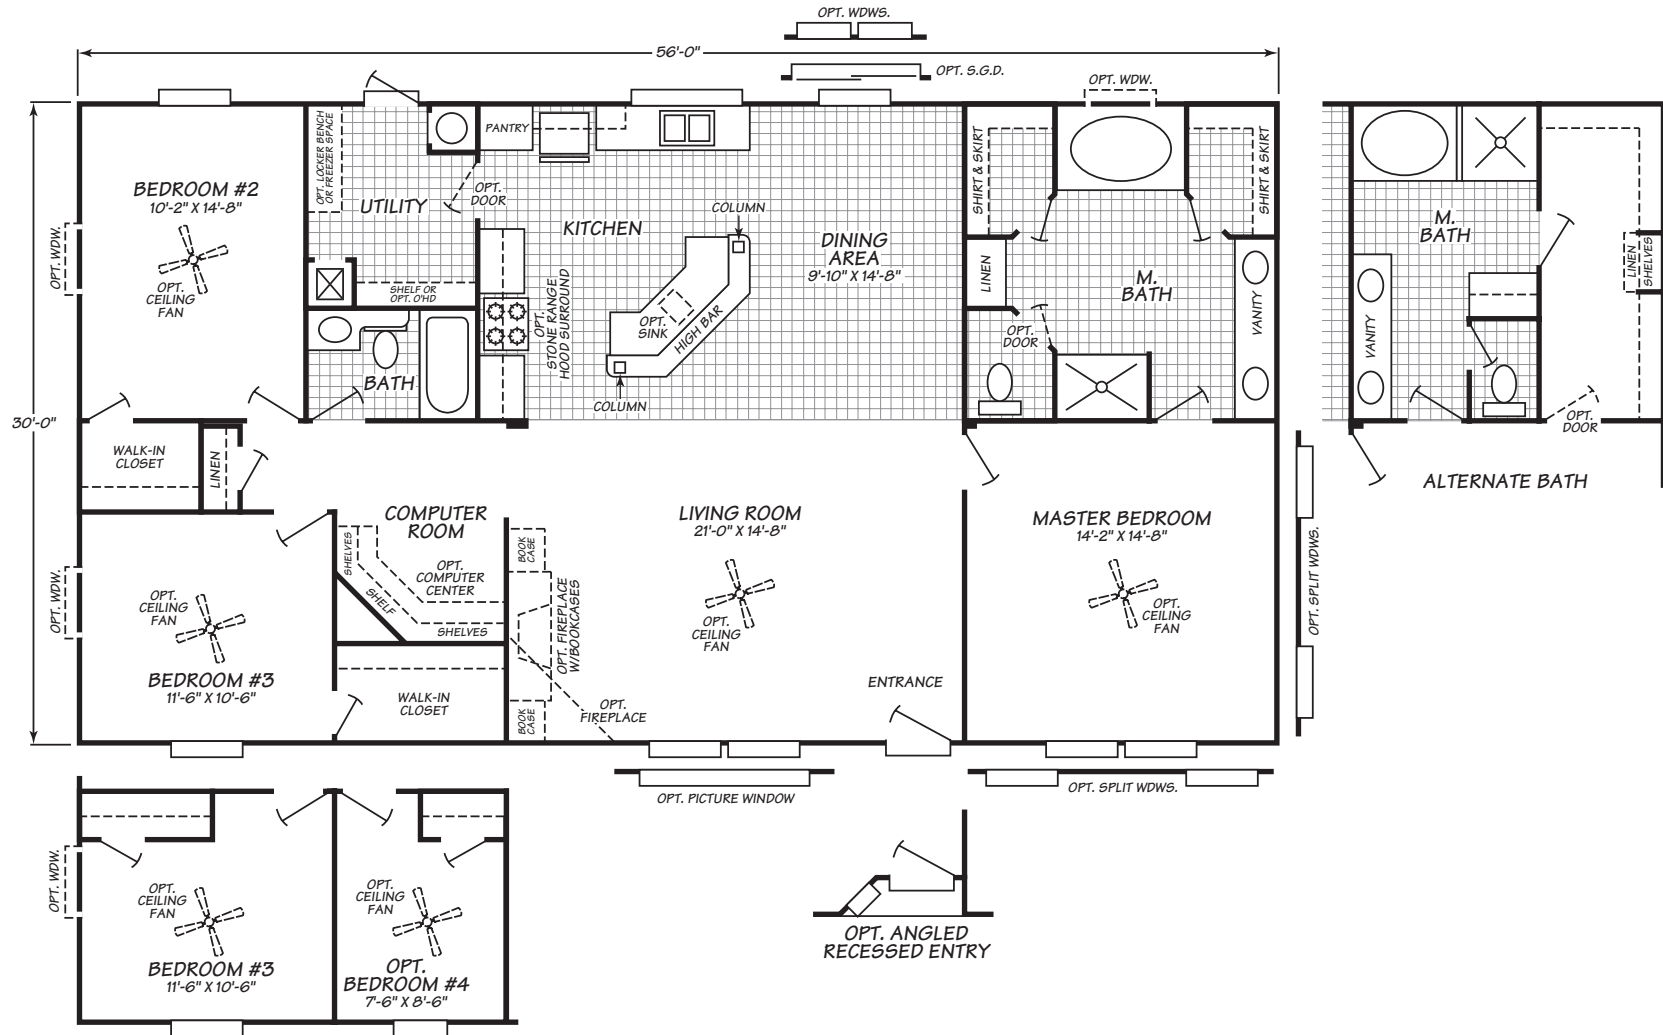 OPT. WDWS.
56'-0"
OPT. S.G.D.
OPT. WDW.
BEDROOM #2
10'-2" X 14'-8"
OPT. WDW.
OPT.
CEILING
FAN
OPT. LOCKER BENCH
OR FREEZER SPACE
UTILITY
OPT.
DOOR
PANTRY
SHELF OR
OPT. O'HD
KITCHEN
COLUMN
OPT.
STONE RANGE
HOOD SURROUND
OPT.
SINK
HIGH BAR
COLUMN
DINING
AREA
9'-10" X 14'-8"
SHIRT & SKIRT
SHIRT & SKIRT
LINEN
M.
BATH
OPT.
DOOR
VANITY
BATH
30'-0"
WALK-IN
CLOSET
LINEN
COMPUTER
ROOM
SHELVES
OPT.
COMPUTER
CENTER
SHELF
SHELVES
BOOK
CASE
OPT. FIREPLACE
W/BOOKCASES
BOOK
CASE
OPT.
FIREPLACE
LIVING ROOM
21'-0" X 14'-8"
OPT.
CEILING
FAN
ENTRANCE
MASTER BEDROOM
14'-2" X 14'-8"
OPT.
CEILING
FAN
OPT. SPLIT WDWS.
OPT. WDW.
OPT.
CEILING
FAN
BEDROOM #3
11'-6" X 10'-6"
WALK-IN
CLOSET
OPT. PICTURE WINDOW
OPT. SPLIT WDWS.
M.
BATH
LINEN
SHELVES
VANITY
OPT.
DOOR
ALTERNATE BATH
OPT. WDW.
OPT.
CEILING
FAN
BEDROOM #3
11'-6" X 10'-6"
OPT.
CEILING
FAN
OPT.
BEDROOM #4
7'-6" X 8'-6"
OPT. ANGLED
RECESSED ENTRY